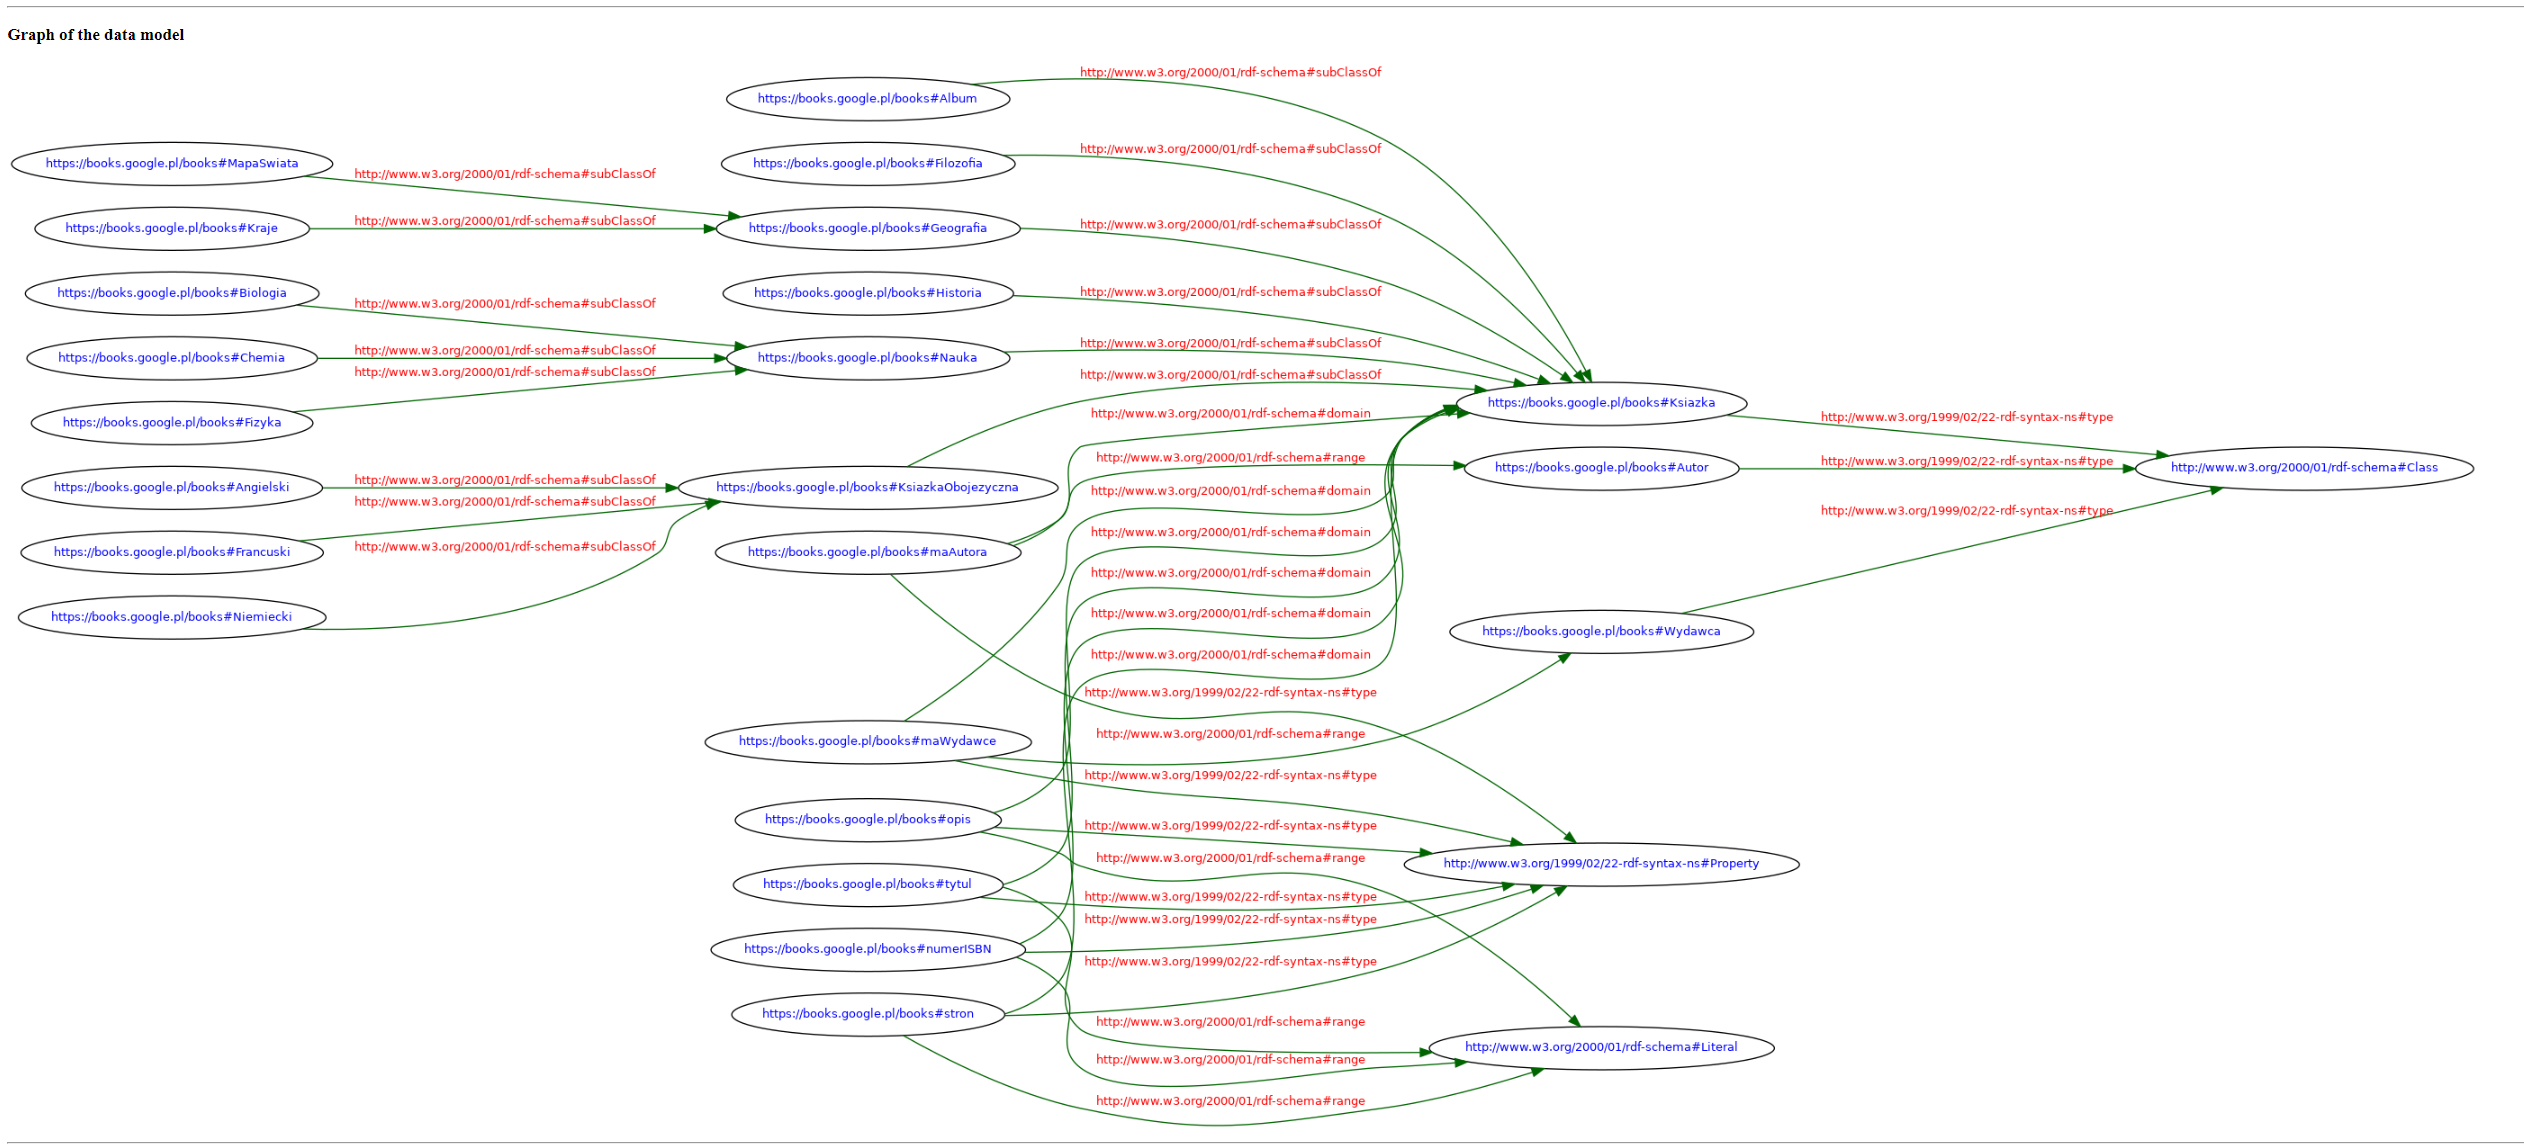 Graph of the data model
http://www.w3.org/2000/01/rdf-schema#subClassOf
https://books.google.pl/books#Album
http://www.w3.org/2000/01/rdf-schema#subClassOf
https://books.google.pl/books#MapaSwiata
https://books.google.pl/books#Filozofia
http://www.w3.org/2000/01/rdf-schema#subClassOf
http://www.w3.org/2000/01/rdf-schema#subClassOf
http://www.w3.org/2000/01/rdf-schema#subClassOf
https://books.google.pl/books#Kraje
https://books.google.pl/books#Geografia
https://books.google.pl/books#Biologia
https://books.google.pl/books#Historia
http://www.w3.org/2000/01/rdf-schema#subClassOf
http://www.w3.org/2000/01/rdf-schema#subClassOf
http://www.w3.org/2000/01/rdf-schema#subClassOf
http://www.w3.org/2000/01/rdf-schema#subClassOf
https://books.google.pl/books#Chemia
https://books.google.pl/books#Nauka
http://www.w3.org/2000/01/rdf-schema#subClassOf
http://www.w3.org/2000/01/rdf-schema#subClassOf
https://books.google.pl/books#Ksiazka
http://www.w3.org/2000/01/rdf-schema#domain
http://www.w3.org/1999/02/22-rdf-syntax-ns#type
https://books.google.pl/books#Fizyka
http://www.w3.org/2000/01/rdf-schema#range
http://www.w3.org/1999/02/22-rdf-syntax-ns#type
https://books.google.pl/books#Autor
http://www.w3.org/2000/01/rdf-schema#Class
http://www.w3.org/2000/01/rdf-schema#subClassOf
https://books.google.pl/books#Angielski
https://books.google.pl/books#KsiazkaObojezyczna
http://www.w3.org/2000/01/rdf-schema#domain
http://www.w3.org/2000/01/rdf-schema#subClassOf
http://www.w3.org/1999/02/22-rdf-syntax-ns#type
http://www.w3.org/2000/01/rdf-schema#domain
http://www.w3.org/2000/01/rdf-schema#subClassOf
https://books.google.pl/books#Francuski
https://books.google.pl/books#maAutora
http://www.w3.org/2000/01/rdf-schema#domain
https://books.google.pl/books#Niemiecki
http://www.w3.org/2000/01/rdf-schema#domain
https://books.google.pl/books#Wydawca
http://www.w3.org/2000/01/rdf-schema#domain
http://www.w3.org/1999/02/22-rdf-syntax-ns#type
http://www.w3.org/2000/01/rdf-schema#range
https://books.google.pl/books#maWydawce
http://www.w3.org/1999/02/22-rdf-syntax-ns#type
https://books.google.pl/books#opis
http://www.w3.org/1999/02/22-rdf-syntax-ns#type
http://www.w3.org/2000/01/rdf-schema#range
http://www.w3.org/1999/02/22-rdf-syntax-ns#Property
https://books.google.pl/books#tytul
http://www.w3.org/1999/02/22-rdf-syntax-ns#type
http://www.w3.org/1999/02/22-rdf-syntax-ns#type
https://books.google.pl/books#numerISBN
http://www.w3.org/1999/02/22-rdf-syntax-ns#type
https://books.google.pl/books#stron
http://www.w3.org/2000/01/rdf-schema#range
http://www.w3.org/2000/01/rdf-schema#Literal
http://www.w3.org/2000/01/rdf-schema#range
http://www.w3.org/2000/01/rdf-schema#range